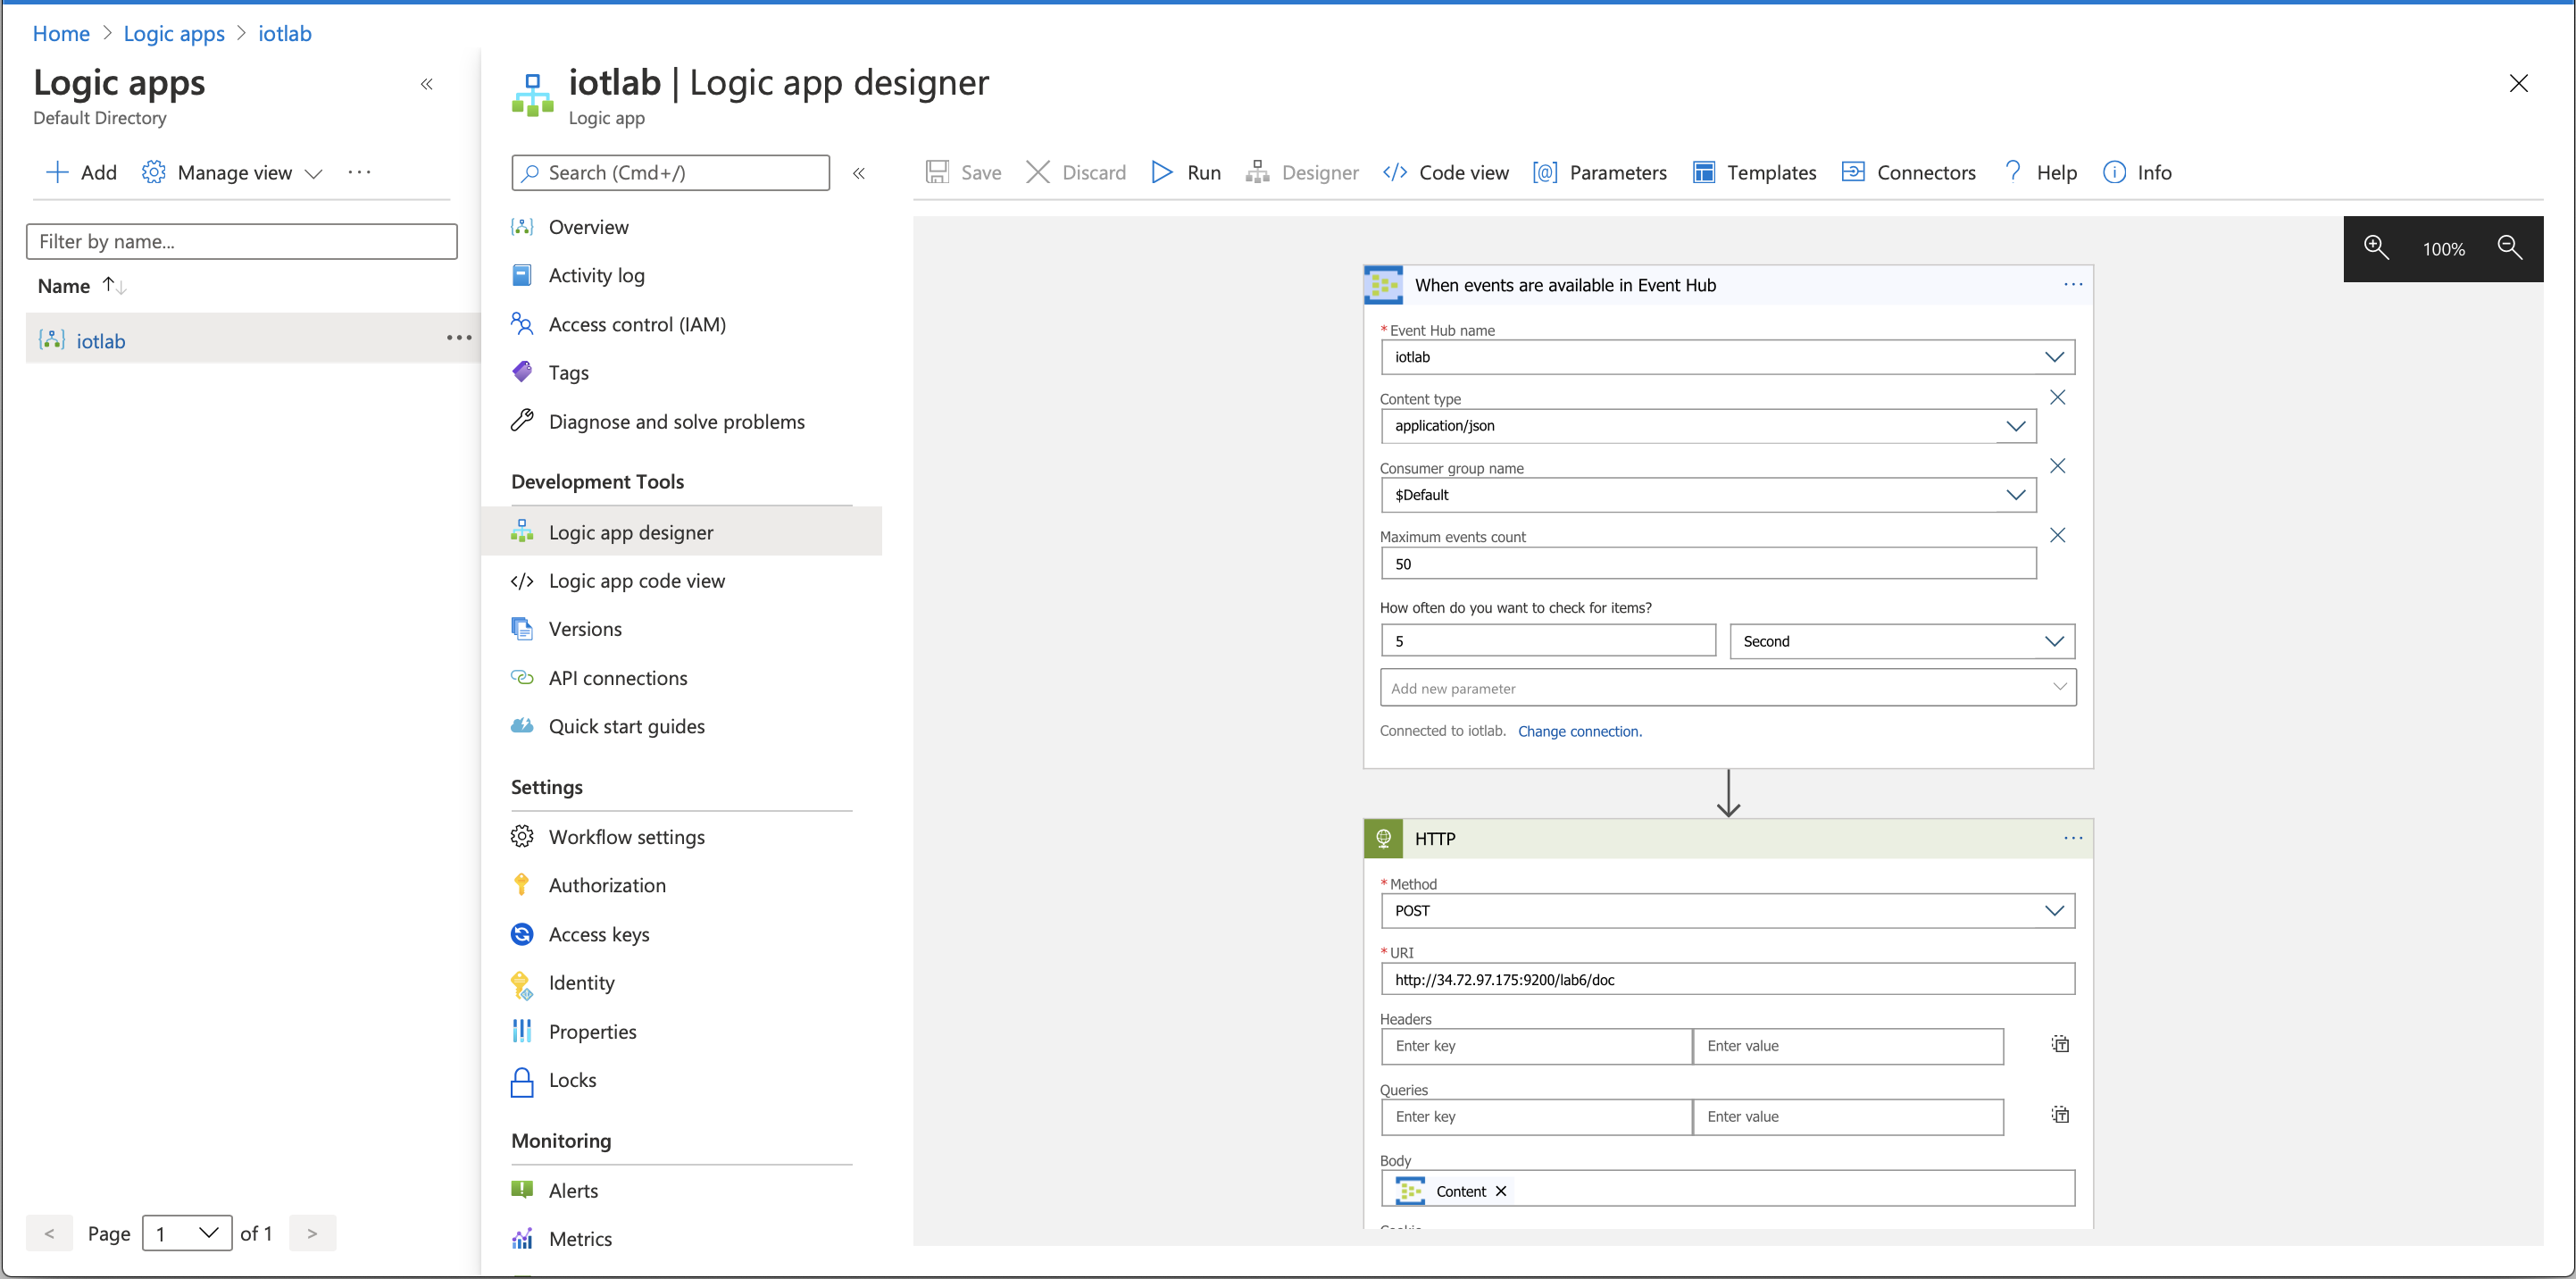 Home > Logic apps > iotlab
Logic apps
Default Directory
Add Manage view ...
Filter by name...
Name
iotlab
Page 1 of 1
iotlab | Logic app designer
Logic app
Search (Cmd+/)
Overview
Activity log
Access control (IAM)
Tags
Diagnose and solve problems
Development Tools
Logic app designer
Logic app code view
Versions
API connections
Quick start guides
Settings
Workflow settings
Authorization
Access keys
Identity
Properties
Locks
Monitoring
Alerts
Metrics
Save Discard Run Designer Code view Parameters Templates Connectors Help Info
100%
When events are available in Event Hub
* Event Hub name
iotlab
Content type
application/json
Consumer group name
$Default
Maximum events count
50
How often do you want to check for items?
5 Second
Add new parameter
Connected to iotlab. Change connection.
HTTP
* Method
POST
* URI
http://34.72.97.175:9200/lab6/doc
Headers
Enter key Enter value
Queries
Enter key Enter value
Body
Content